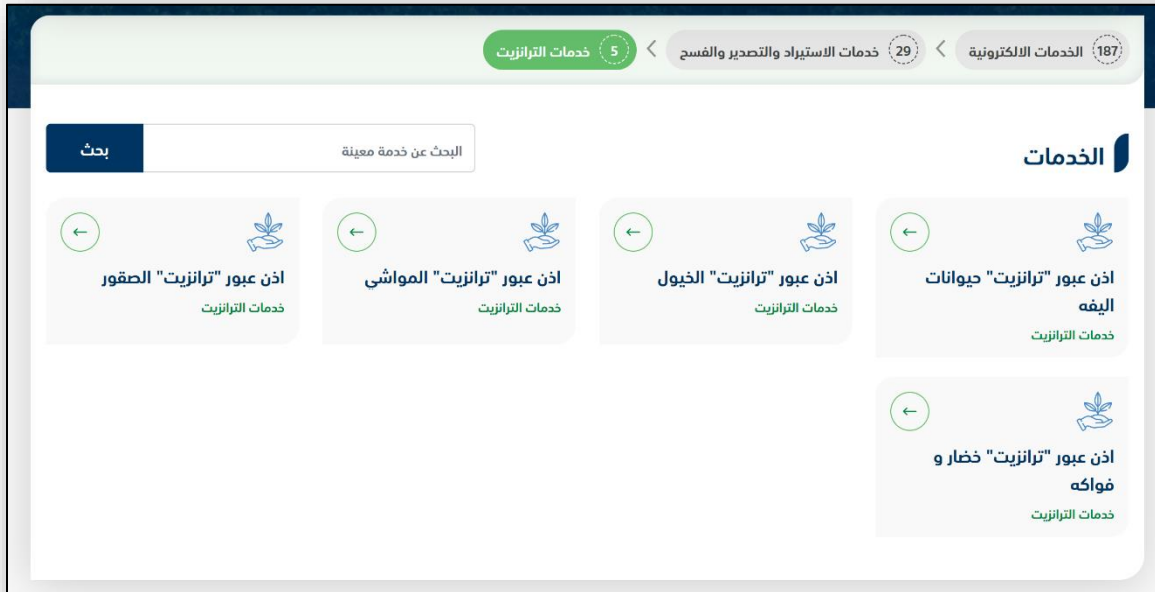 187 الخدمات الالكترونية > 29 خدمات الاستيراد والتصدير والفسح > 5 خدمات الترانزيت
الخدمات
البحث عن خدمة معينة
بحث
اذن عبور "ترانزيت" حيوانات
اليفه
خدمات الترانزيت
اذن عبور "ترانزيت" الخيول
خدمات الترانزيت
اذن عبور "ترانزيت" المواشي
خدمات الترانزيت
اذن عبور "ترانزيت" الصقور
خدمات الترانزيت
اذن عبور "ترانزيت" خضار و
فواكه
خدمات الترانزيت